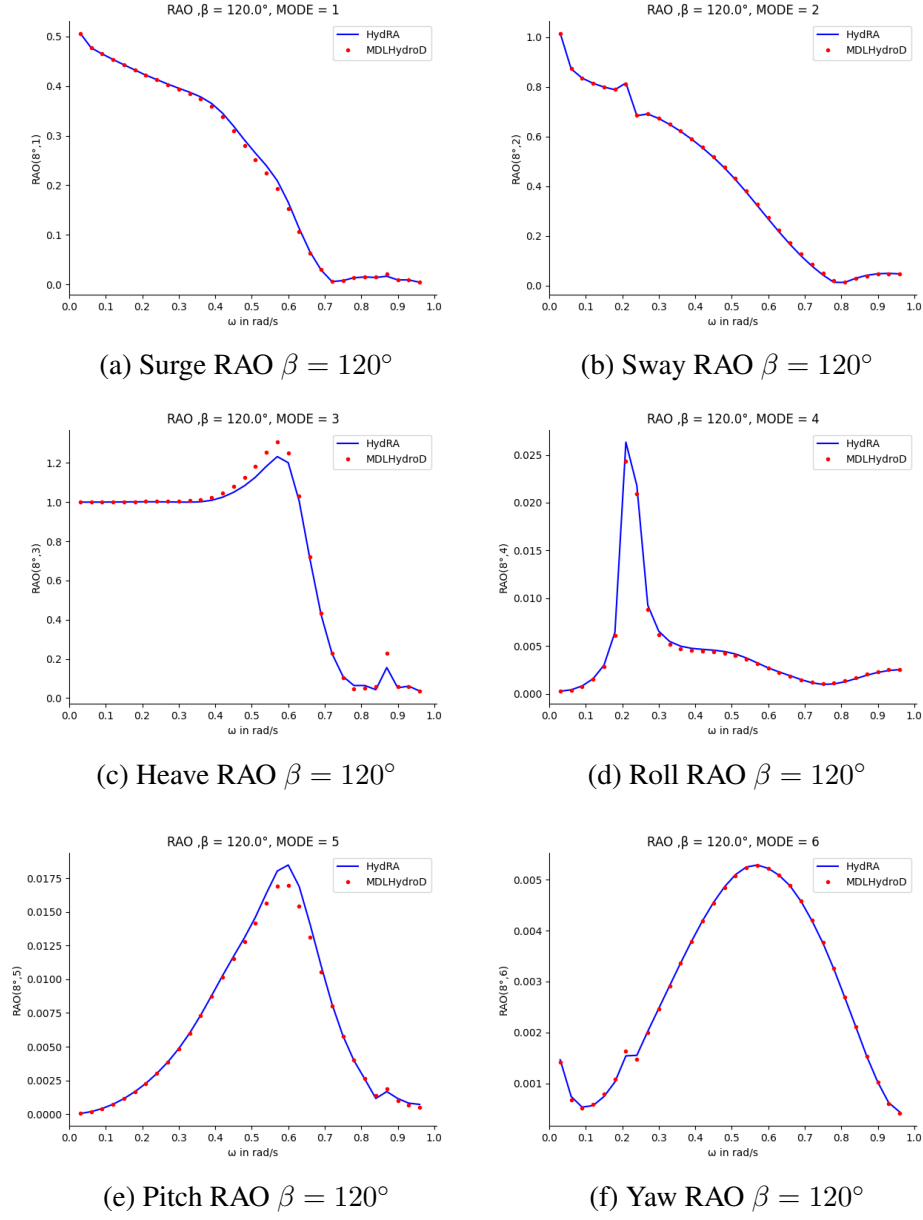 RAO ,β = 120.0°, MODE = 1
HydRA
MDLHydroD
RAO(8°,1)
0.5
0.4
0.3
0.2
0.1
0.0
0.0 0.1 0.2 0.3 0.4 0.5 0.6 0.7 0.8 0.9 1.0
ω in rad/s
(a) Surge RAO β = 120°
RAO ,β = 120.0°, MODE = 2
HydRA
MDLHydroD
RAO(8°,2)
1.0
0.8
0.6
0.4
0.2
0.0
0.0 0.1 0.2 0.3 0.4 0.5 0.6 0.7 0.8 0.9 1.0
ω in rad/s
(b) Sway RAO β = 120°
RAO ,β = 120.0°, MODE = 3
HydRA
MDLHydroD
RAO(8°,3)
1.2
1.0
0.8
0.6
0.4
0.2
0.0
0.0 0.1 0.2 0.3 0.4 0.5 0.6 0.7 0.8 0.9 1.0
ω in rad/s
(c) Heave RAO β = 120°
RAO ,β = 120.0°, MODE = 4
HydRA
MDLHydroD
RAO(8°,4)
0.025
0.020
0.015
0.010
0.005
0.000
0.0 0.1 0.2 0.3 0.4 0.5 0.6 0.7 0.8 0.9 1.0
ω in rad/s
(d) Roll RAO β = 120°
RAO ,β = 120.0°, MODE = 5
HydRA
MDLHydroD
RAO(8°,5)
0.0175
0.0150
0.0125
0.0100
0.0075
0.0050
0.0025
0.0000
0.0 0.1 0.2 0.3 0.4 0.5 0.6 0.7 0.8 0.9 1.0
ω in rad/s
(e) Pitch RAO β = 120°
RAO ,β = 120.0°, MODE = 6
HydRA
MDLHydroD
RAO(8°,6)
0.005
0.004
0.003
0.002
0.001
0.0 0.1 0.2 0.3 0.4 0.5 0.6 0.7 0.8 0.9 1.0
ω in rad/s
(f) Yaw RAO β = 120°